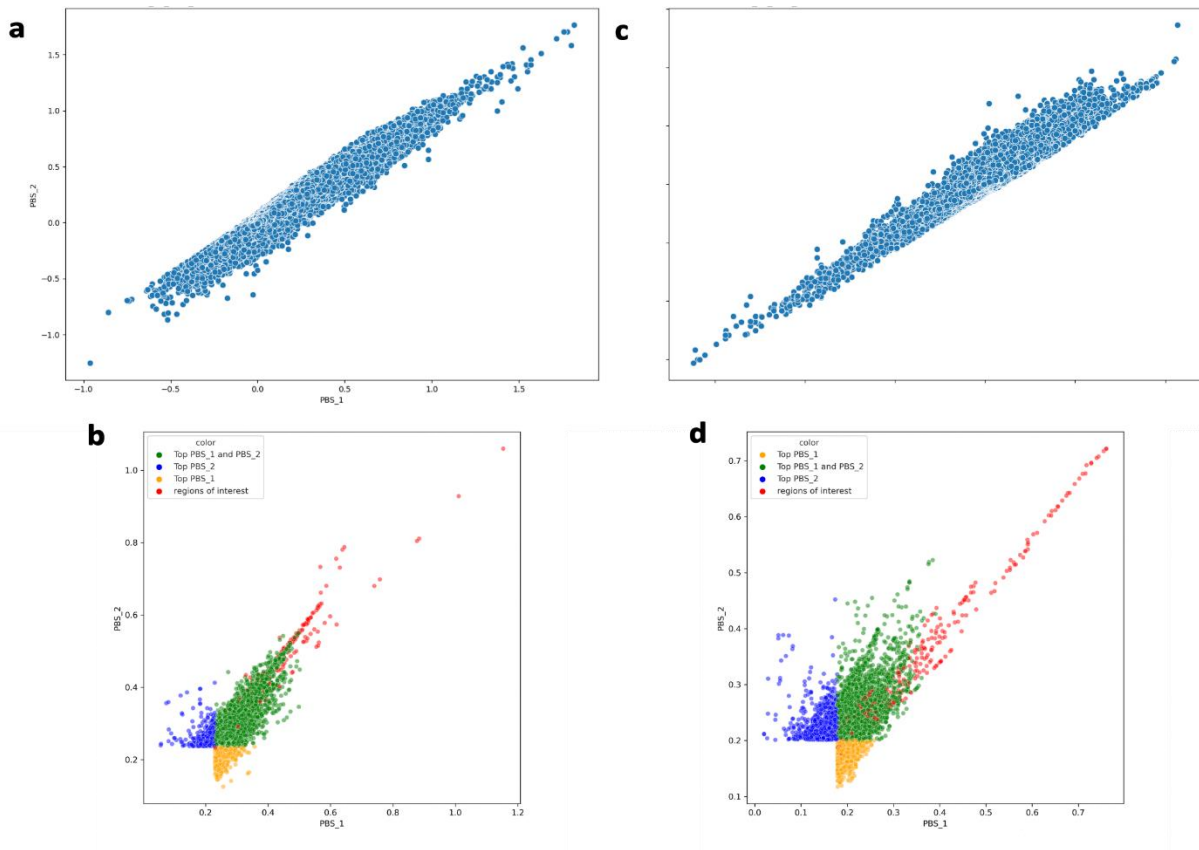 a
1.5
1.0
0.5
0.0
−0.5
−1.0
PBS_2
−1.0
−0.5
0.0
0.5
1.0
1.5
PBS_1
c
b
color
Top PBS_1 and PBS_2
Top PBS_2
Top PBS_1
regions of interest
1.0
0.8
0.6
0.4
0.2
PBS_2
0.2
0.4
0.6
0.8
1.0
1.2
PBS_1
d
color
Top PBS_1
Top PBS_1 and PBS_2
Top PBS_2
regions of interest
0.7
0.6
0.5
0.4
0.3
0.2
0.1
PBS_2
0.0
0.1
0.2
0.3
0.4
0.5
0.6
0.7
PBS_1